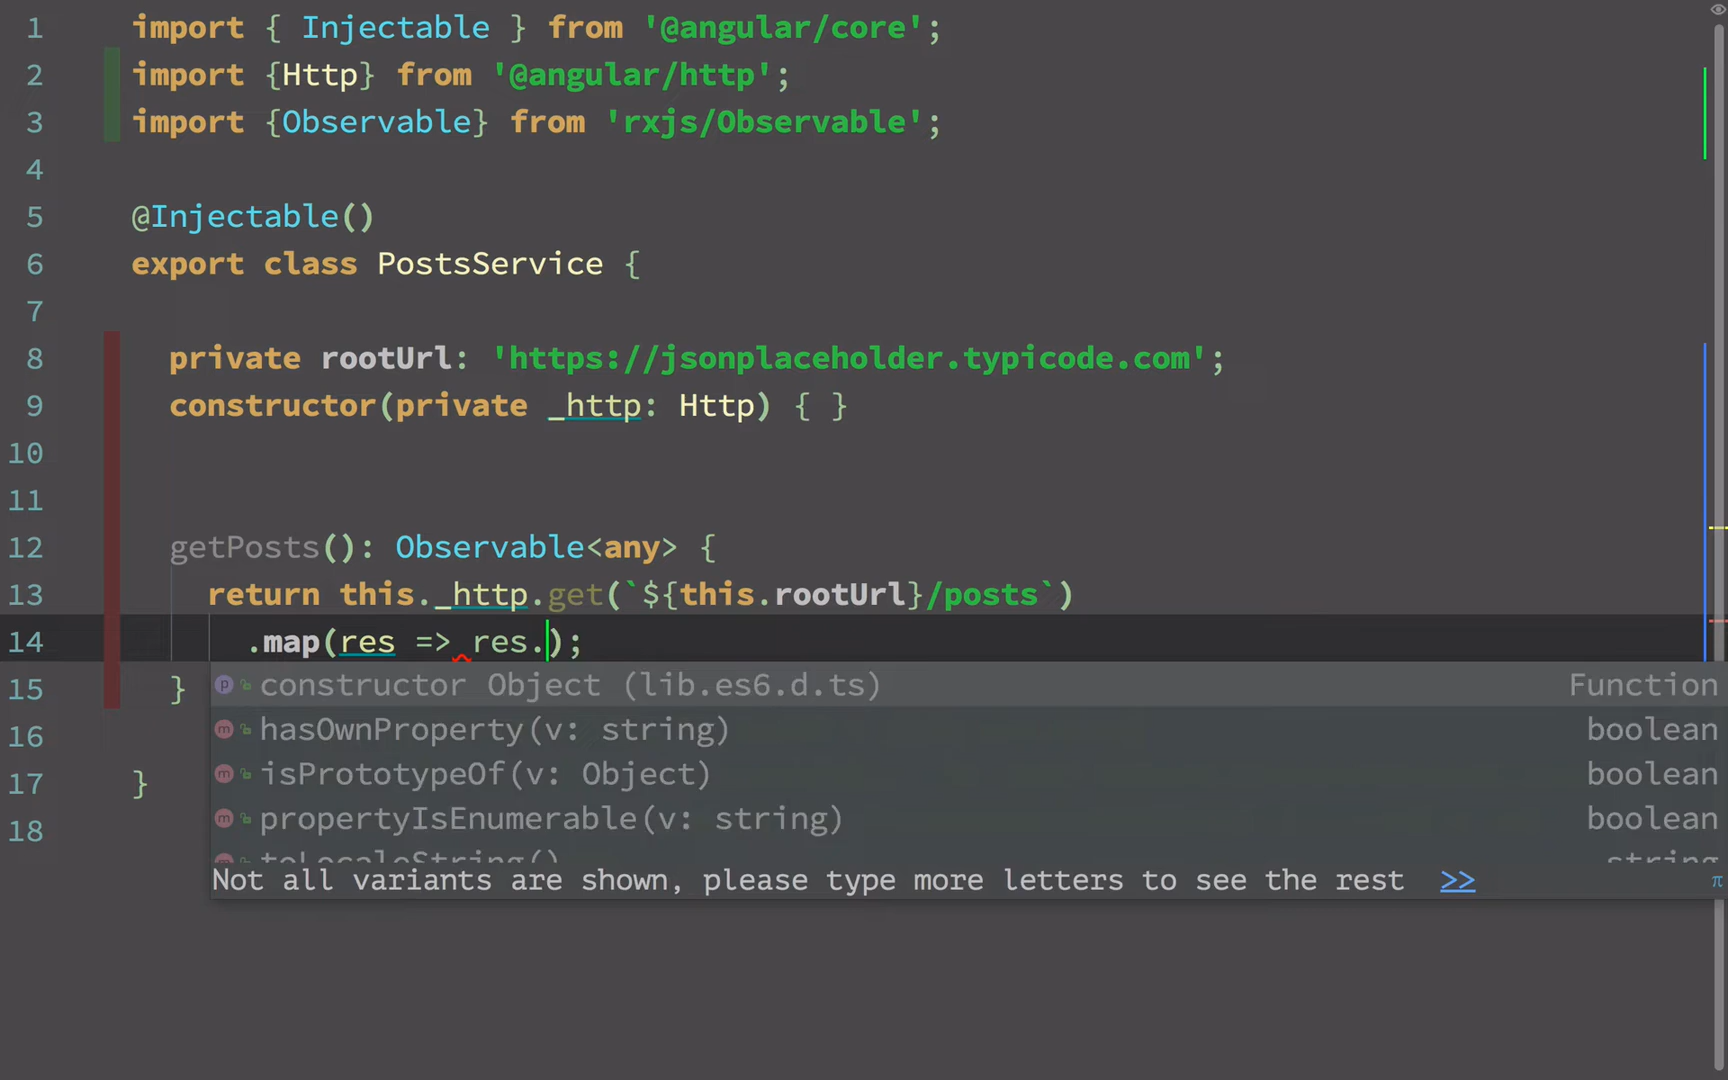 1 import { Injectable } from '@angular/core';
2 import {Http} from '@angular/http';
3 import {Observable} from 'rxjs/Observable';
4
5 @Injectable()
6 export class PostsService {
7
8 private rootUrl: 'https://jsonplaceholder.typicode.com';
9 constructor(private _http: Http) { }
10
11
12 getPosts(): Observable<any> {
13 return this._http.get(`${this.rootUrl}/posts`)
14 .map(res => res.);
15 }
constructor Object (lib.es6.d.ts) Function
16
hasOwnProperty(v: string) boolean
17 }
isPrototypeOf(v: Object) boolean
18
propertyIsEnumerable(v: string) boolean
toLocaleString() string
Not all variants are shown, please type more letters to see the rest >> π